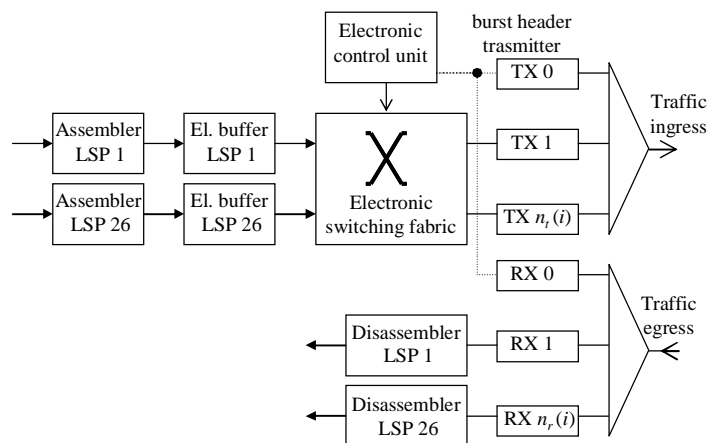 Electronic
control unit
burst header
trasmitter
TX 0
Traffic
ingress
Assembler
LSP 1
El. buffer
LSP 1
TX 1
Electronic
switching fabric
Assembler
LSP 26
El. buffer
LSP 26
TX n_t(i)
RX 0
Traffic
egress
Disassembler
LSP 1
RX 1
Disassembler
LSP 26
RX n_r(i)